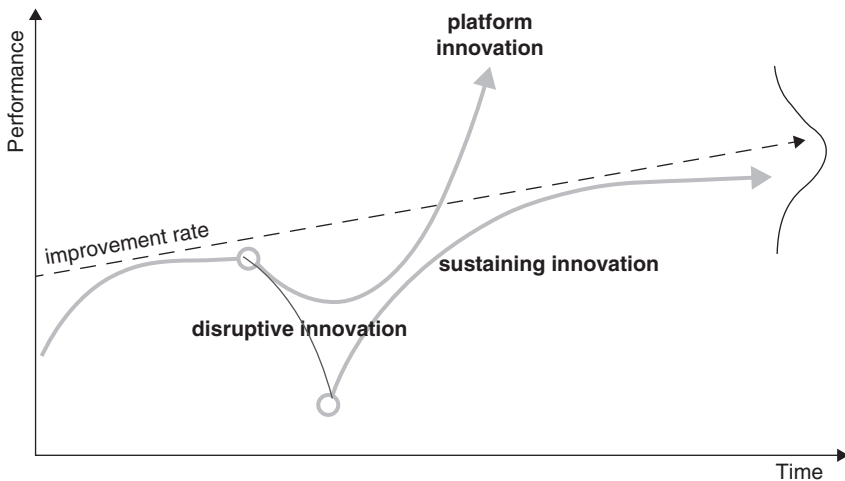 platform
innovation
Performance
improvement rate
sustaining innovation
disruptive innovation
Time